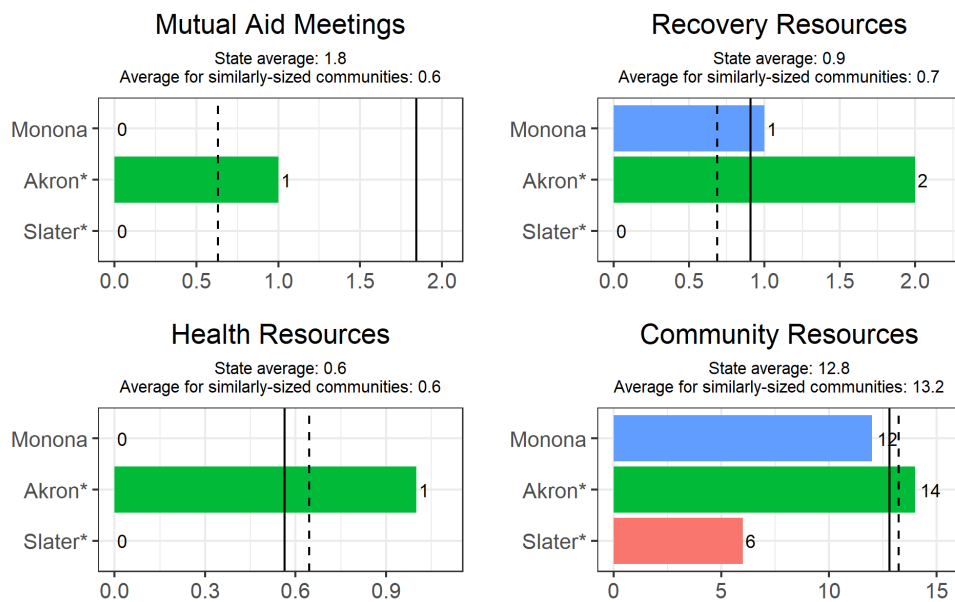 Mutual Aid Meetings
State average: 1.8
Average for similarly-sized communities: 0.6
Monona
0
Akron*
1
Slater*
0
0.0 0.5 1.0 1.5 2.0
Recovery Resources
State average: 0.9
Average for similarly-sized communities: 0.7
Monona
1
Akron*
2
Slater*
0
0.0 0.5 1.0 1.5 2.0
Health Resources
State average: 0.6
Average for similarly-sized communities: 0.6
Monona
0
Akron*
1
Slater*
0
0.0 0.3 0.6 0.9
Community Resources
State average: 12.8
Average for similarly-sized communities: 13.2
Monona
12
Akron*
14
Slater*
6
0 5 10 15